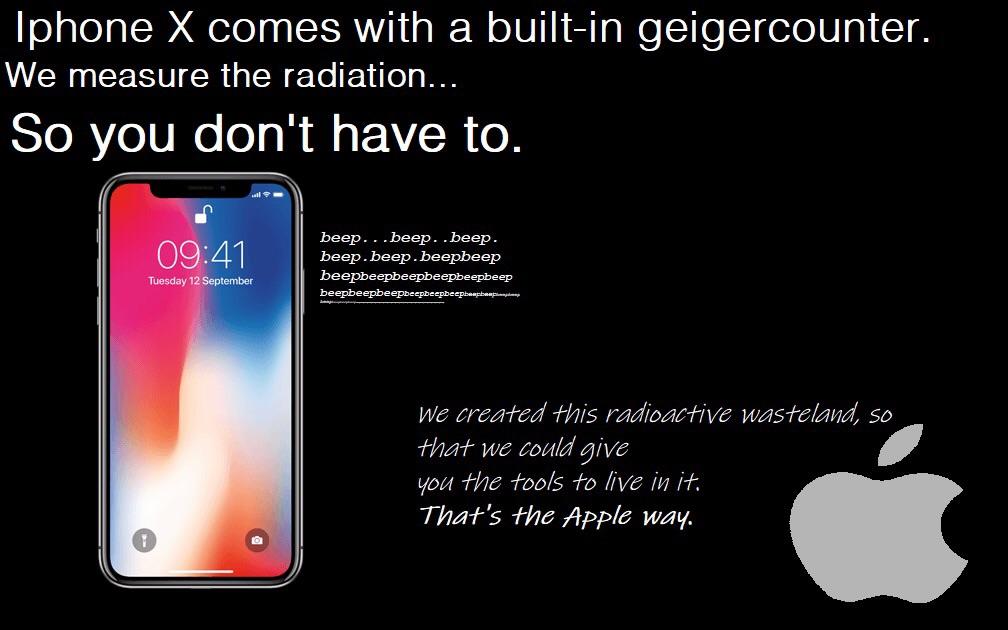 Iphone X comes with a built-in geigercounter.
We measure the radiation...
So you don't have to.
09:41
Tuesday 12 September
beep...beep..beep.
beep.beep.beepbeep
beepbeepbeepbeepbeepbeep
We created this radioactive wasteland, so
that we could give
you the tools to live in it.
That's the Apple way.